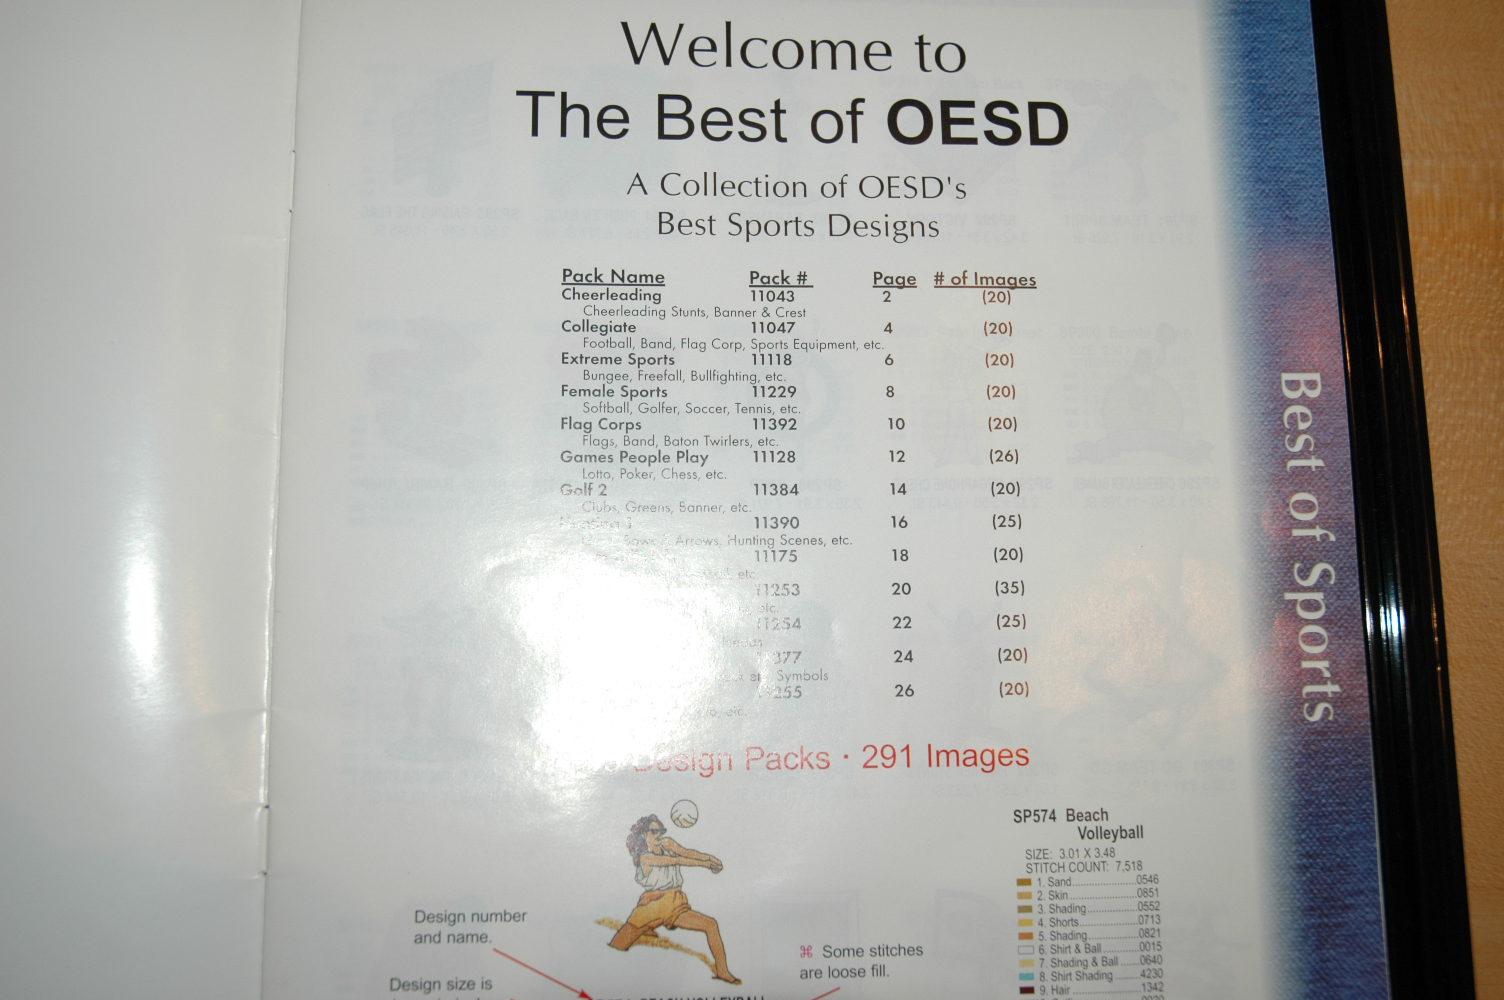 Welcome to
The Best of OESD
A Collection of OESD's
Best Sports Designs
Pack Name Pack # Page # of Images
Cheerleading 11043 2 (20)
Cheerleading Stunts, Banner & Crest
Collegiate 11047 4 (20)
Football, Band, Flag Corp, Sports Equipment, etc.
Extreme Sports 11118 6 (20)
Bungee, Freefall, Bullfighting, etc.
Female Sports 11229 8 (20)
Softball, Golfer, Soccer, Tennis, etc.
Flag Corps 11392 10 (20)
Flags, Band, Baton Twirlers, etc.
Games People Play 11128 12 (26)
Lotto, Poker, Chess, etc.
Golf 2 11384 14 (20)
Clubs, Greens, Banner, etc.
11390 16 (25)
Arrows, Hunting Scenes, etc.
11175 18 (20)
etc
11253 20 (35)
etc.
11254 22 (25)
24 (20)
Symbols
26 (20)
etc.
Design Packs · 291 Images
SP574 Beach
Volleyball
SIZE: 3.01 X 3.48
STITCH COUNT: 7,518
1. Sand 0546
2. Skin 0851
3. Shading 0552
4. Shorts 0713
5. Shading 0821
6. Shirt & Ball 0015
7. Shading & Ball 0640
8. Shirt Shading 4230
9. Hair 1342
Design number
and name.
⌘ Some stitches
are loose fill.
Design size is
Best of Sports